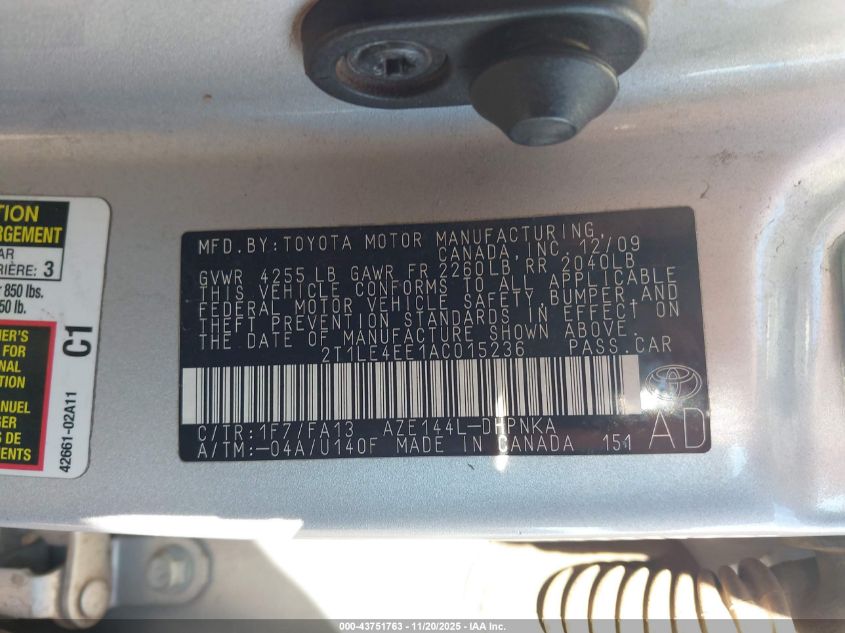 TION
RGEMENT
AR
RIÈRE: 3
r 850 lbs.
50 lb.
C1
ER'S
FOR
ONAL
ANUEL
GER
S DE
MENTS
42661-02A11
MFD. BY: TOYOTA MOTOR MANUFACTURING,
CANADA, INC. 12/09
GVWR 4255 LB GAWR FR 2260LB RR 2040LB
THIS VEHICLE CONFORMS TO ALL APPLICABLE
FEDERAL MOTOR VEHICLE SAFETY, BUMPER, AND
THEFT PREVENTION STANDARDS IN EFFECT ON
THE DATE OF MANUFACTURE SHOWN ABOVE.
2T1LE4EE1AC015236 PASS. CAR
C/TR: 1F7/FA13 AZE144L-DHPNKA
A/TM: -04A/U140F MADE IN CANADA 151
AD
000-43751763 - 11/20/2025 - IAA Inc.